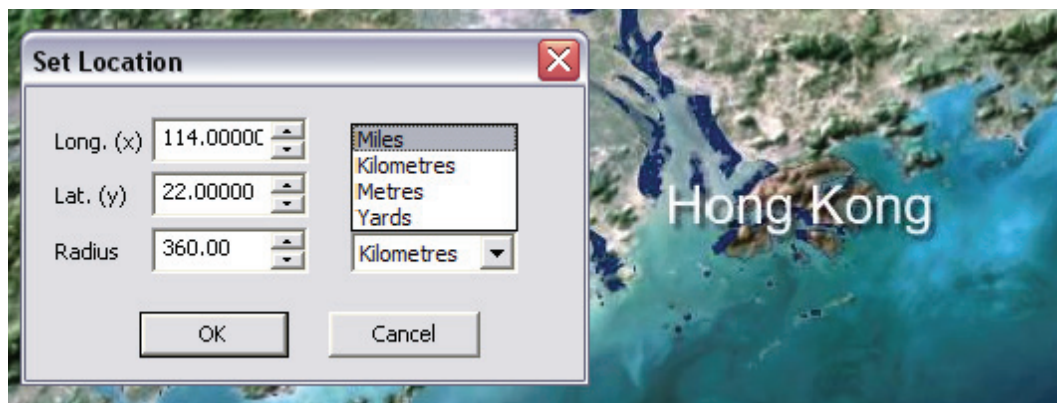 Set Location
Long. (x) 114.00000
Miles
Kilometres
Lat. (y) 22.00000
Metres
Yards
Radius 360.00 Kilometres
OK Cancel
Hong Kong